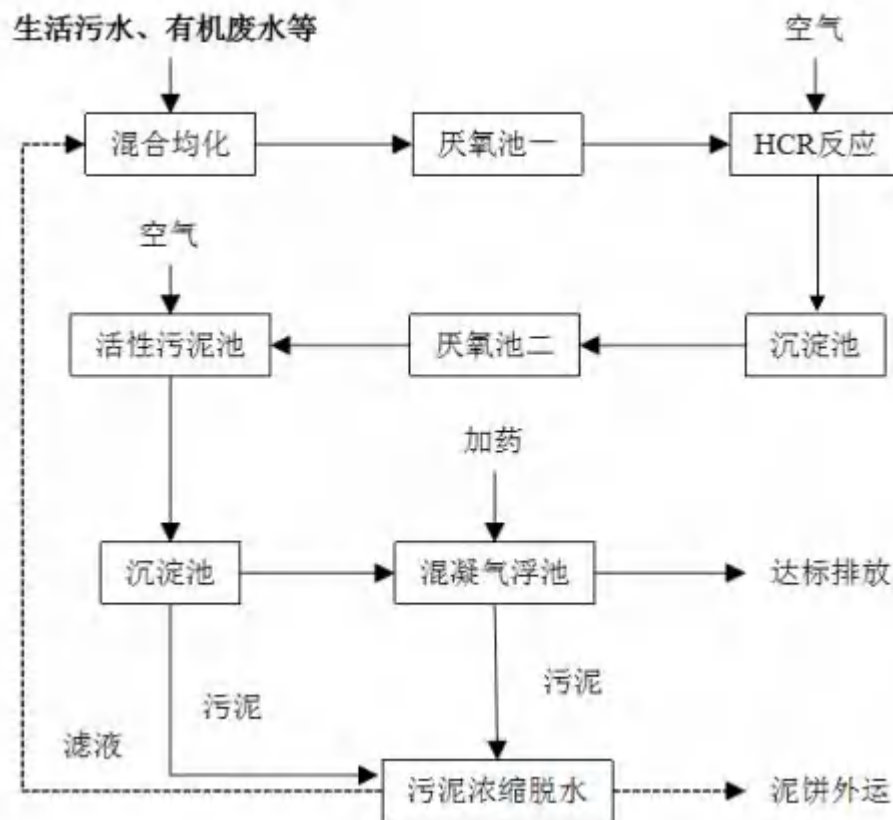 生活污水、有机废水等
空气
混合均化
厌氧池一
HCR反应
空气
活性污泥池
厌氧池二
沉淀池
加药
沉淀池
混凝气浮池
达标排放
污泥
污泥
滤液
污泥浓缩脱水
泥饼外运